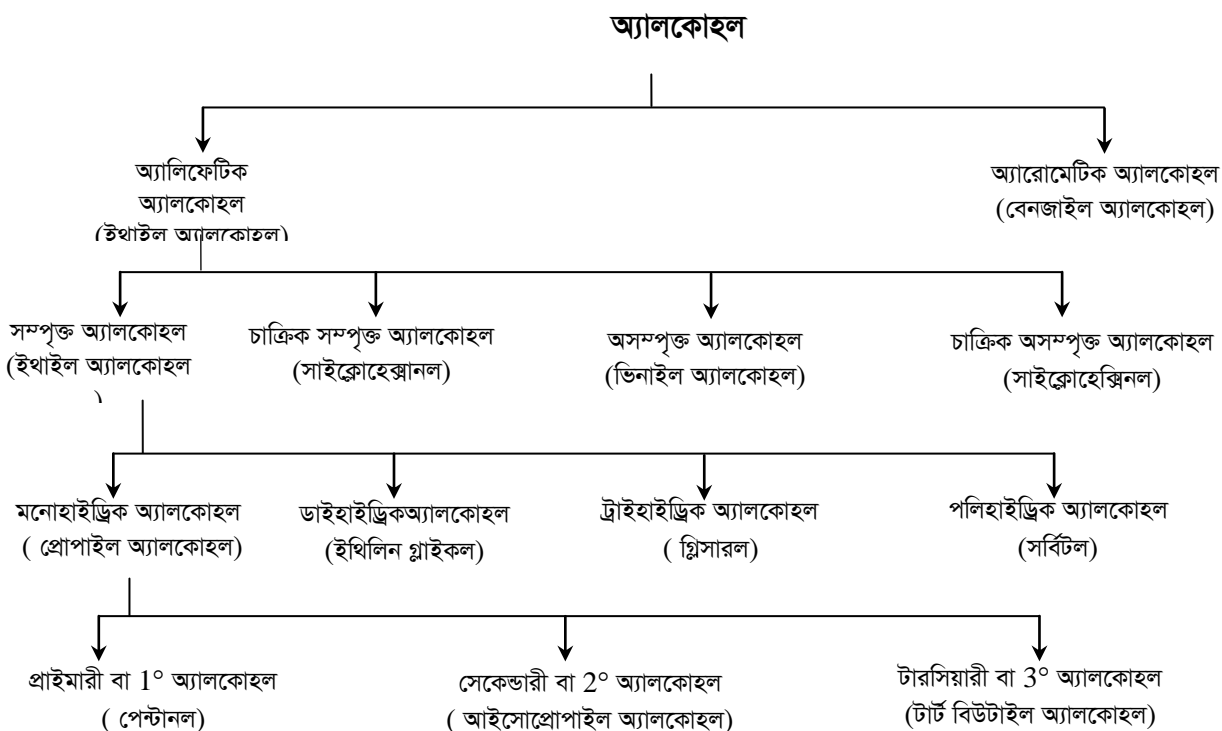 অ্যালকোহল
অ্যালিফেটিক
অ্যালকোহল
(ইথাইল অ্যালকোহল)
অ্যারোমেটিক অ্যালকোহল
(বেনজাইল অ্যালকোহল)
সম্পৃক্ত অ্যালকোহল
(ইথাইল অ্যালকোহল
)
চাক্রিক সম্পৃক্ত অ্যালকোহল
(সাইক্লোহেক্সানল)
অসম্পৃক্ত অ্যালকোহল
(ভিনাইল অ্যালকোহল)
চাক্রিক অসম্পৃক্ত অ্যালকোহল
(সাইক্লোহেক্সিনল)
মনোহাইড্রিক অ্যালকোহল
( প্রোপাইল অ্যালকোহল)
ডাইহাইড্রিকঅ্যালকোহল
(ইথিলিন গ্লাইকল)
ট্রাইহাইড্রিক অ্যালকোহল
( গ্লিসারল)
পলিহাইড্রিক অ্যালকোহল
(সর্বিটল)
প্রাইমারী বা 1° অ্যালকোহল
( পেন্টানল)
সেকেন্ডারী বা 2° অ্যালকোহল
( আইসোপ্রোপাইল অ্যালকোহল)
টারসিয়ারী বা 3° অ্যালকোহল
(টার্ট বিউটাইল অ্যালকোহল)